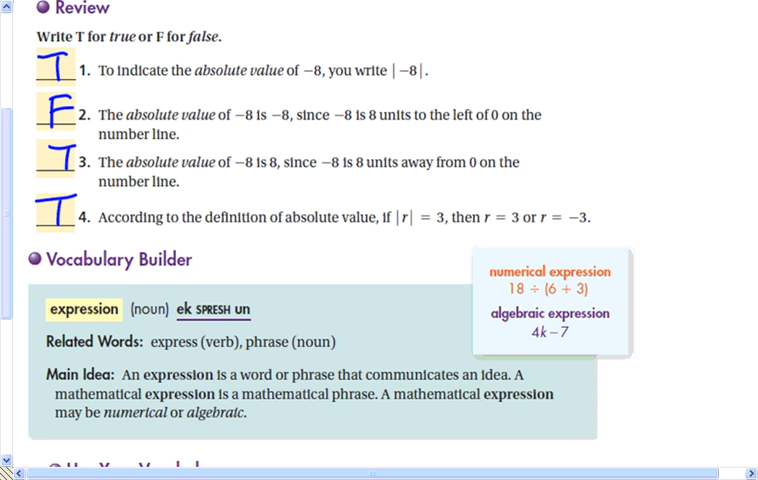 Review
Write T for true or F for false.
T 1. To indicate the absolute value of −8, you write |−8|.
F 2. The absolute value of −8 is −8, since −8 is 8 units to the left of 0 on the
number line.
T 3. The absolute value of −8 is 8, since −8 is 8 units away from 0 on the
number line.
T 4. According to the definition of absolute value, if |r| = 3, then r = 3 or r = −3.
Vocabulary Builder
numerical expression
18 ÷ (6 + 3)
algebraic expression
4k − 7
expression (noun) ek SPRESH un
Related Words: express (verb), phrase (noun)
Main Idea: An expression is a word or phrase that communicates an idea. A
mathematical expression is a mathematical phrase. A mathematical expression
may be numerical or algebraic.